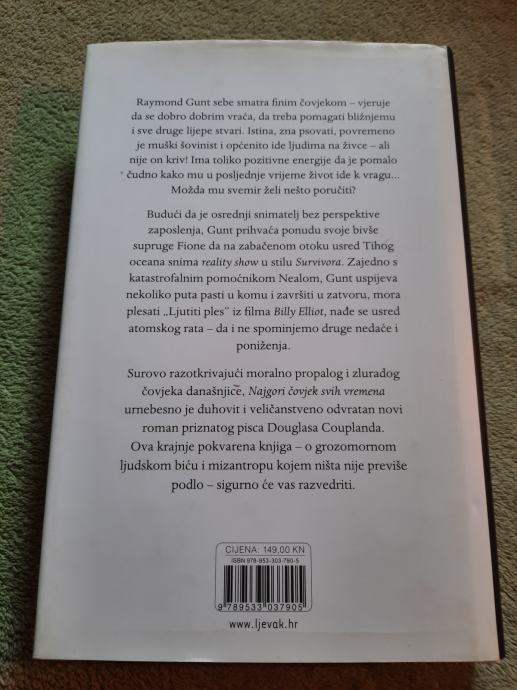 Raymond Gunt sebe smatra finim čovjekom – vjeruje
da se dobro dobrim vraća, da treba pomagati bližnjemu
i sve druge lijepe stvari. Istina, zna psovati, povremeno
je muški šovinist i općenito ide ljudima na živce – ali
nije on kriv! Ima toliko pozitivne energije da je pomalo
čudno kako mu u posljednje vrijeme život ide k vragu...
Možda mu svemir želi nešto poručiti?
Budući da je osrednji snimatelj bez perspektive
zaposlenja, Gunt prihvaća ponudu svoje bivše
supruge Fione da na zabačenom otoku usred Tihog
oceana snima reality show u stilu Survivora. Zajedno s
katastrofalnim pomoćnikom Nealom, Gunt uspijeva
nekoliko puta pasti u komu i završiti u zatvoru, mora
plesati „Ljutiti ples" iz filma Billy Elliot, nađe se usred
atomskog rata – da i ne spominjemo druge nedaće i
poniženja.
Surovo razotkrivajući moralno propalog i zluradog
čovjeka današnjice, Najgori čovjek svih vremena
urnebesno je duhovit i veličanstveno odvratan novi
roman priznatog pisca Douglasa Couplanda.
Ova krajnje pokvarena knjiga – o grozomornom
ljudskom biću i mizantropu kojem ništa nije previše
podlo – sigurno će vas razvedriti.
CIJENA: 149,00 KN
ISBN 978-953-303-790-5
9 789533 037905
www.ljevak.hr